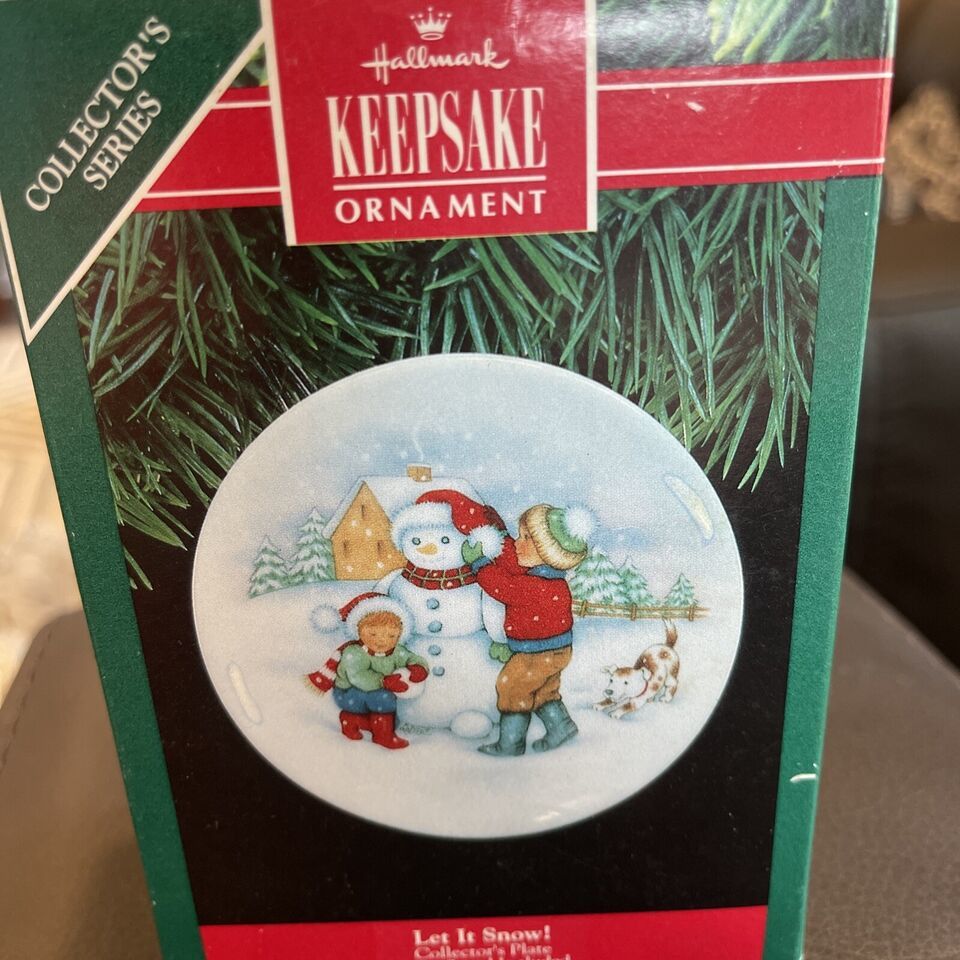 COLLECTOR'S
SERIES
Hallmark
KEEPSAKE
ORNAMENT
Let It Snow!
Collector's Plate